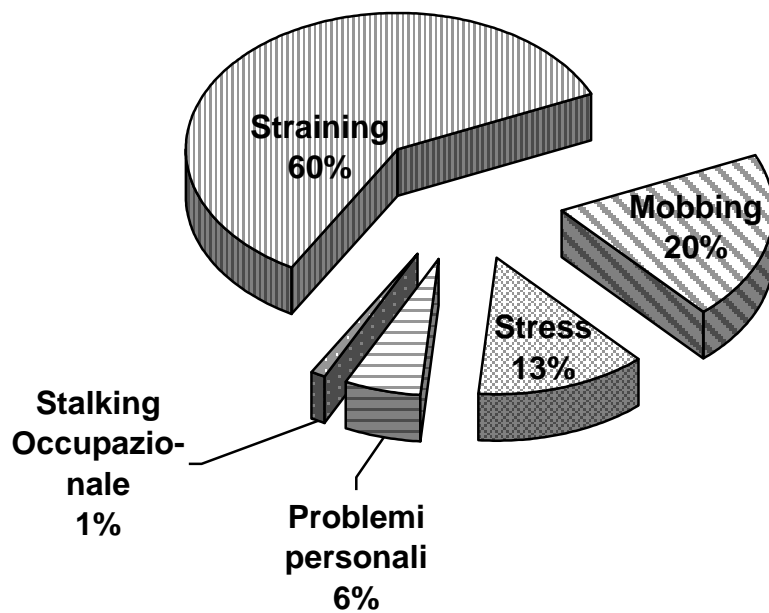 Straining
60%
Mobbing
20%
Stress
13%
Stalking
Occupazio-
nale
1%
Problemi
personali
6%